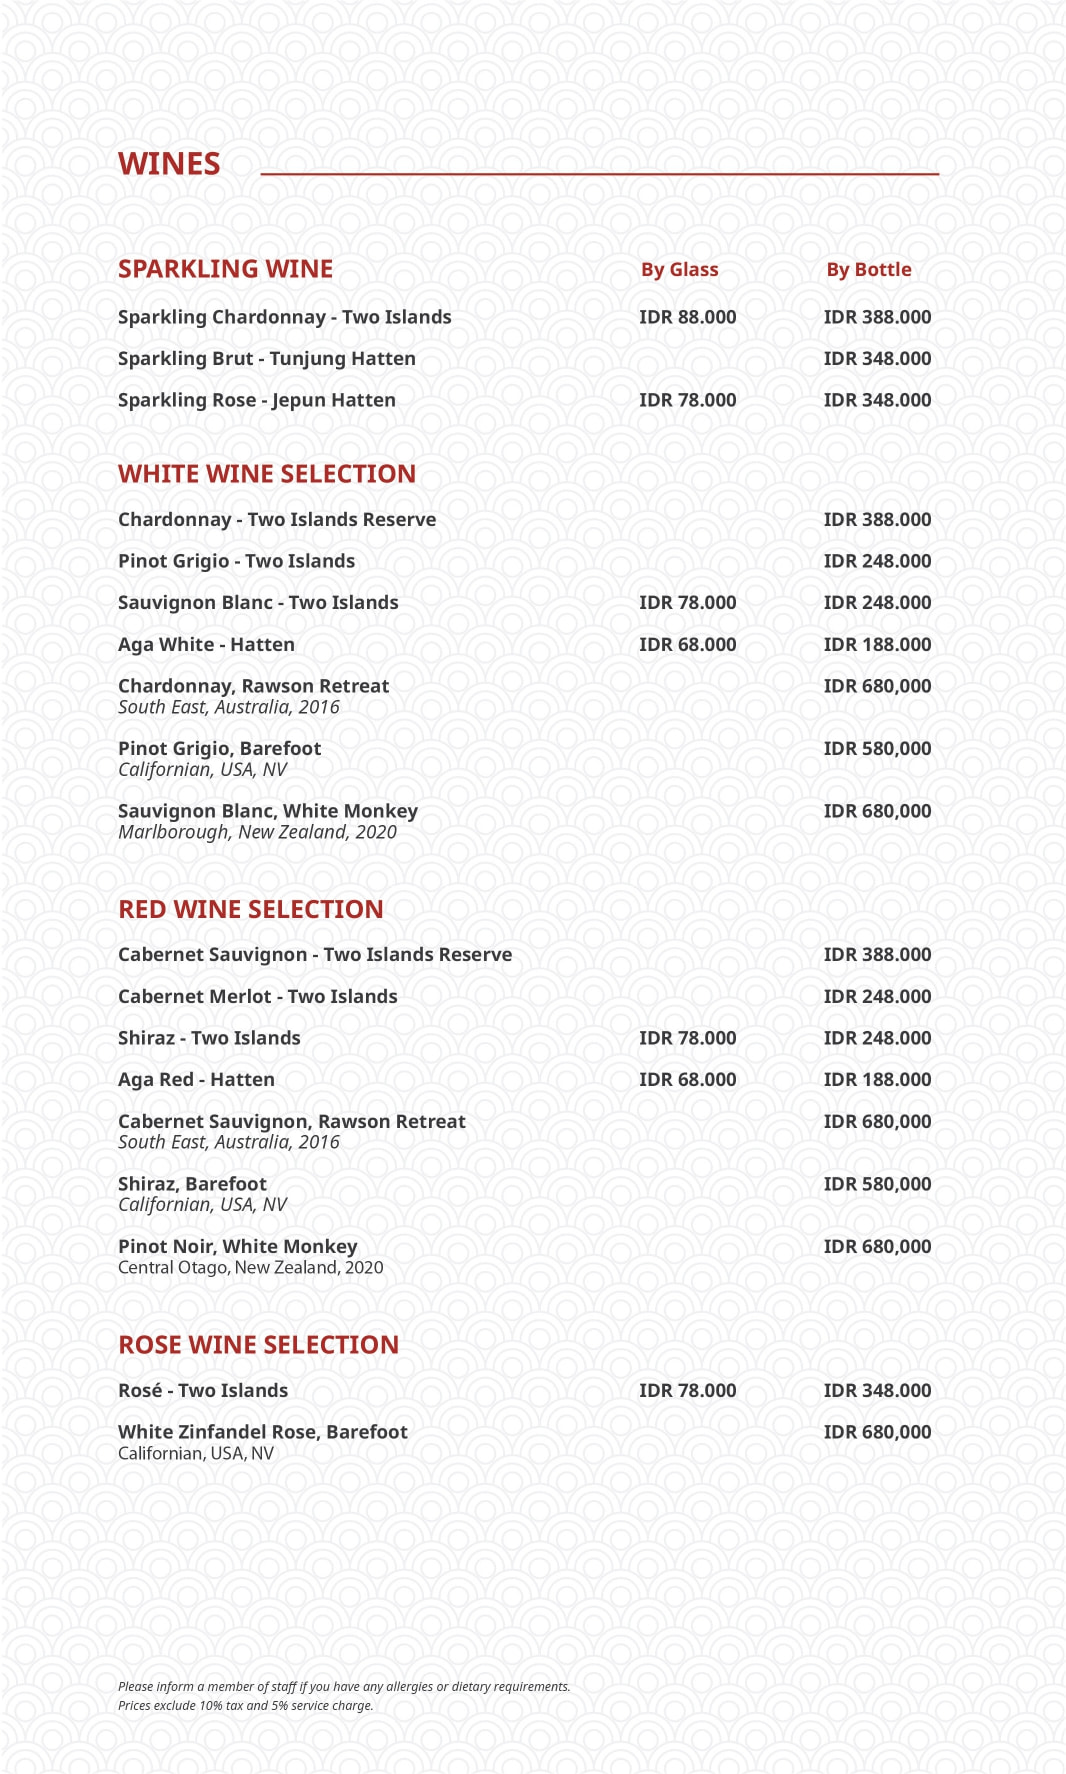 WINES
SPARKLING WINE By Glass By Bottle
Sparkling Chardonnay - Two Islands IDR 88.000 IDR 388.000
Sparkling Brut - Tunjung Hatten IDR 348.000
Sparkling Rose - Jepun Hatten IDR 78.000 IDR 348.000
WHITE WINE SELECTION
Chardonnay - Two Islands Reserve IDR 388.000
Pinot Grigio - Two Islands IDR 248.000
Sauvignon Blanc - Two Islands IDR 78.000 IDR 248.000
Aga White - Hatten IDR 68.000 IDR 188.000
Chardonnay, Rawson Retreat IDR 680,000
South East, Australia, 2016
Pinot Grigio, Barefoot IDR 580,000
Californian, USA, NV
Sauvignon Blanc, White Monkey IDR 680,000
Marlborough, New Zealand, 2020
RED WINE SELECTION
Cabernet Sauvignon - Two Islands Reserve IDR 388.000
Cabernet Merlot - Two Islands IDR 248.000
Shiraz - Two Islands IDR 78.000 IDR 248.000
Aga Red - Hatten IDR 68.000 IDR 188.000
Cabernet Sauvignon, Rawson Retreat IDR 680,000
South East, Australia, 2016
Shiraz, Barefoot IDR 580,000
Californian, USA, NV
Pinot Noir, White Monkey IDR 680,000
Central Otago, New Zealand, 2020
ROSE WINE SELECTION
Rosé - Two Islands IDR 78.000 IDR 348.000
White Zinfandel Rose, Barefoot IDR 680,000
Californian, USA, NV
Please inform a member of staff if you have any allergies or dietary requirements.
Prices exclude 10% tax and 5% service charge.